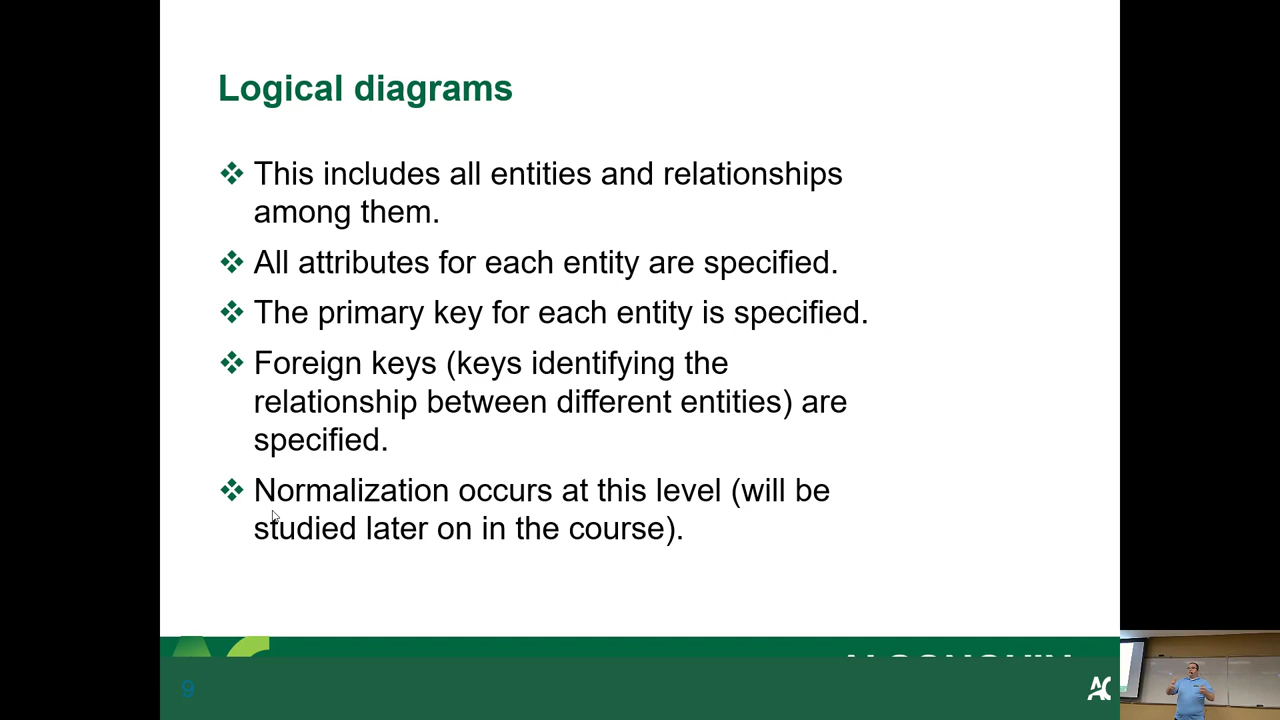 Logical diagrams
❖ This includes all entities and relationships
among them.
❖ All attributes for each entity are specified.
❖ The primary key for each entity is specified.
❖ Foreign keys (keys identifying the
relationship between different entities) are
specified.
❖ Normalization occurs at this level (will be
studied later on in the course).
9
AC